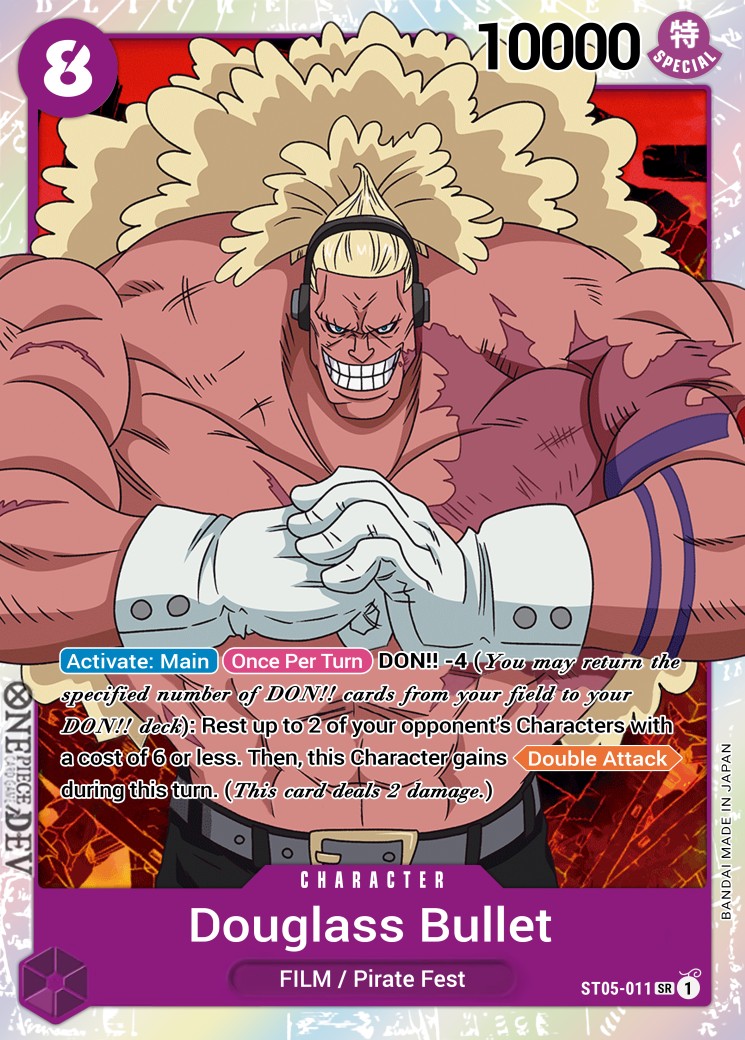 8
10000
特
SPECIAL
Activate: Main Once Per Turn DON!! -4 (You may return the
specified number of DON!! cards from your field to your
DON!! deck): Rest up to 2 of your opponent's Characters with
a cost of 6 or less. Then, this Character gains Double Attack
during this turn. (This card deals 2 damage.)
ONE PIECE.DEV
BANDAI MADE IN JAPAN
CHARACTER
Douglass Bullet
FILM / Pirate Fest
ST05-011 SR 1